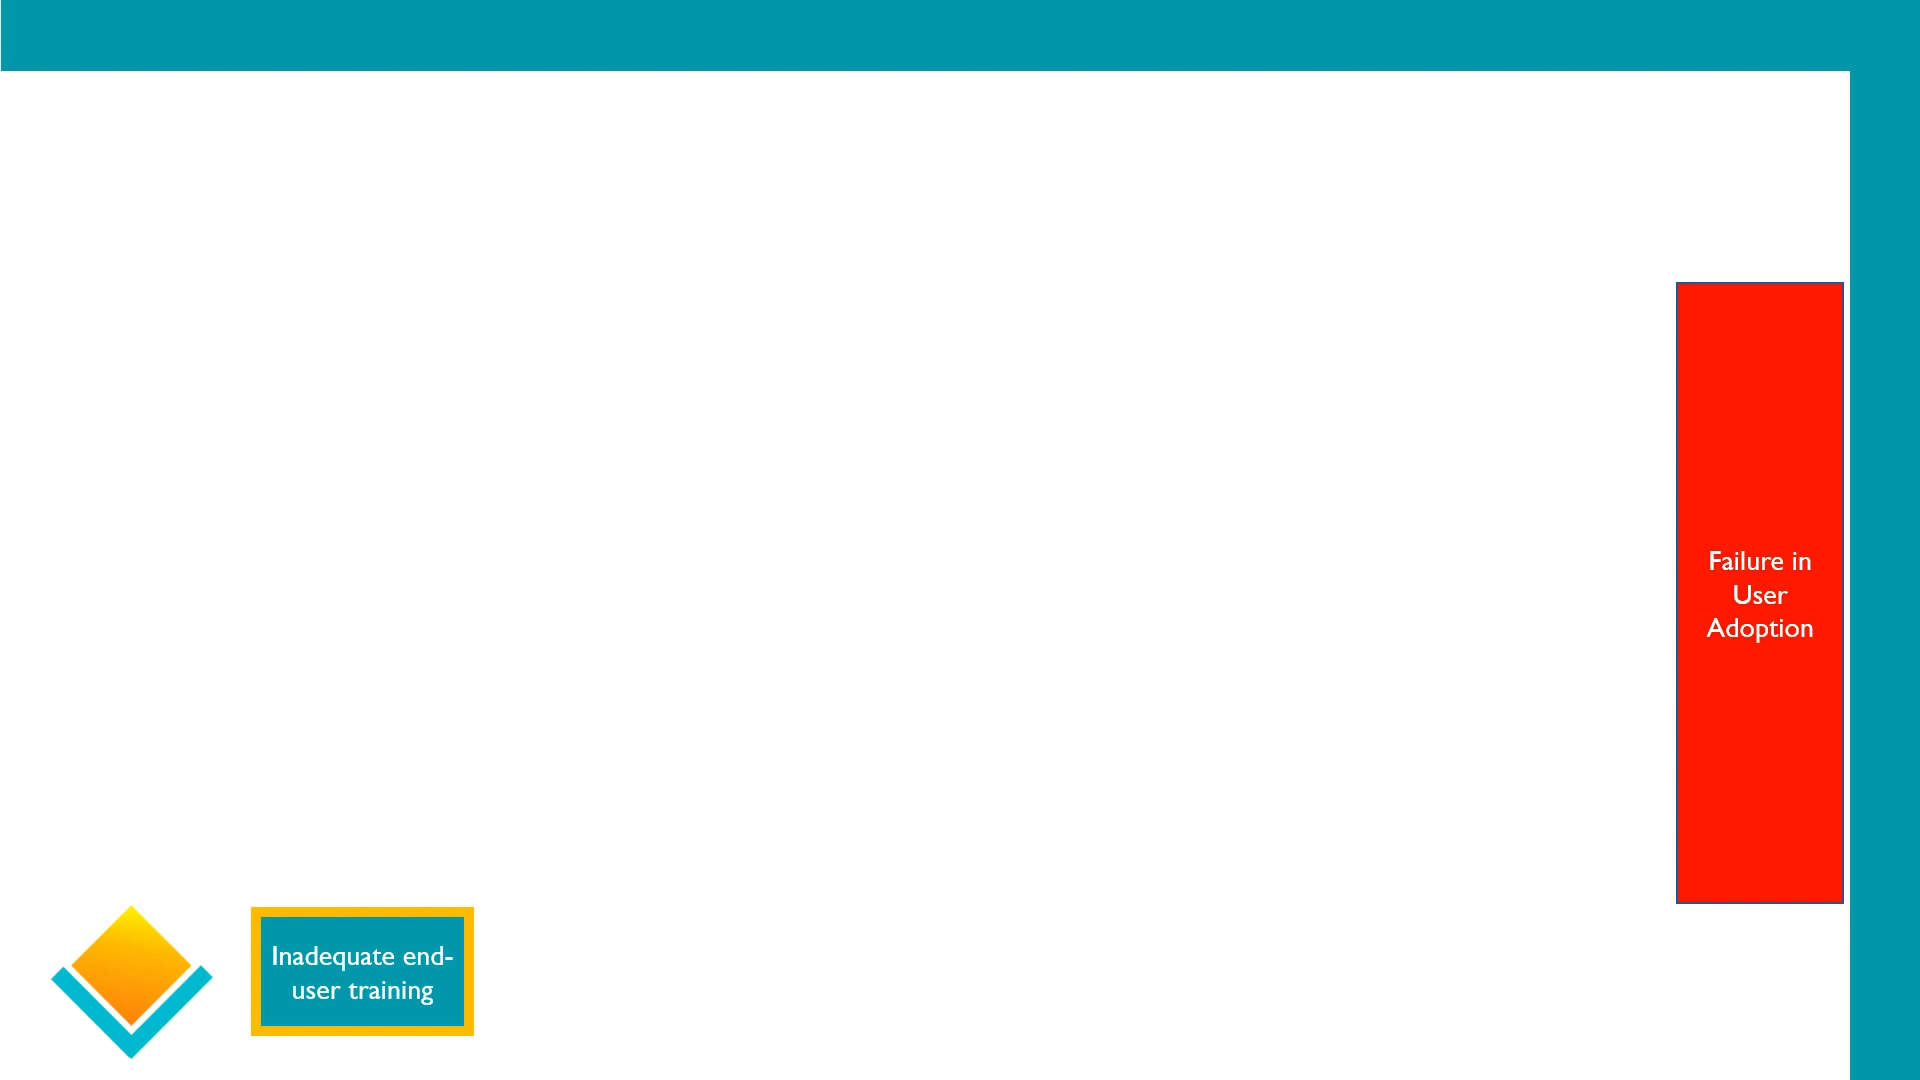 Failure in
User
Adoption
Inadequate end-
user training